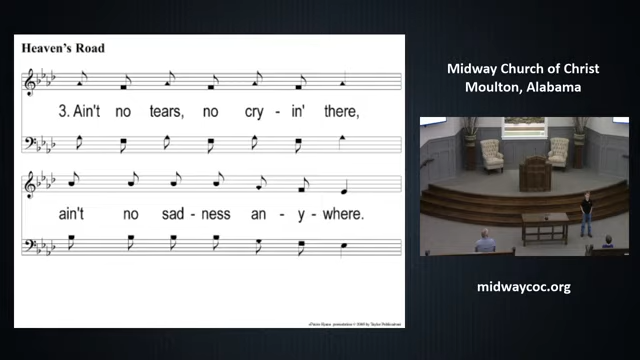 Heaven's Road
3. Ain't no tears, no cry - in' there,
ain't no sad - ness an - y - where.
Midway Church of Christ
Moulton, Alabama
midwaycoc.org